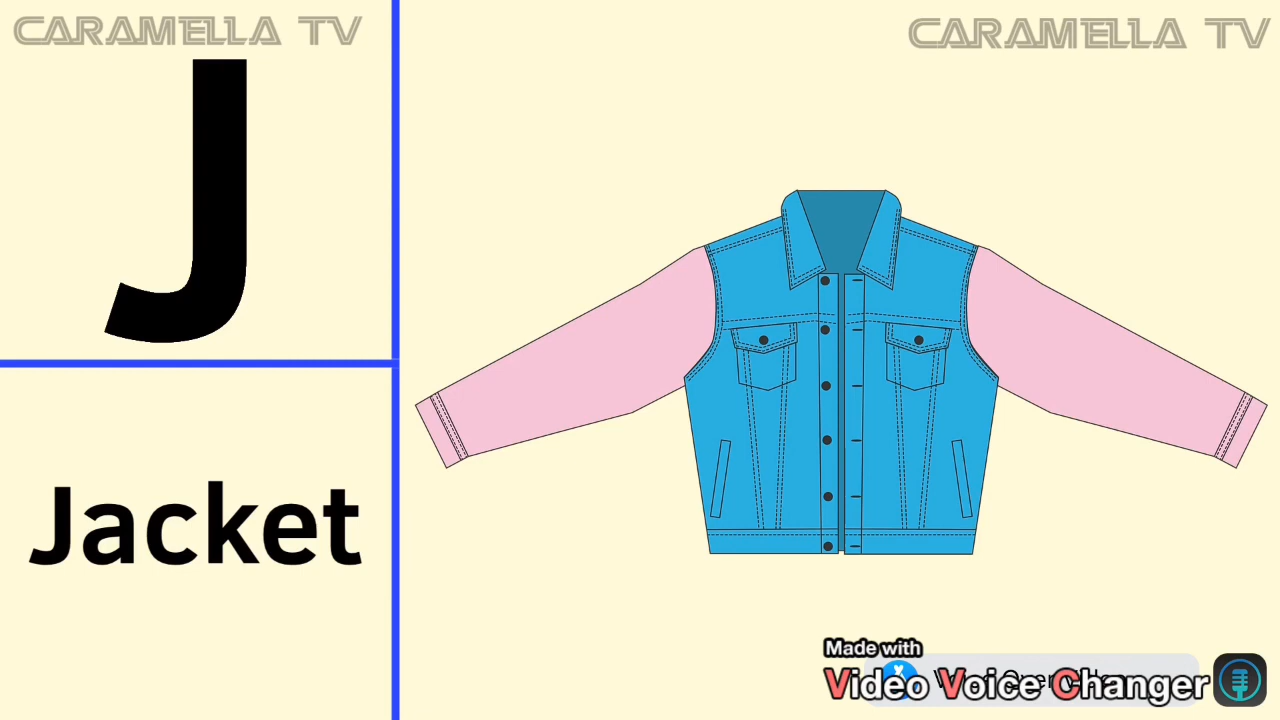 CARAMELLA TV
CARAMELLA TV
J
Jacket
Made with
Video Voice Changer